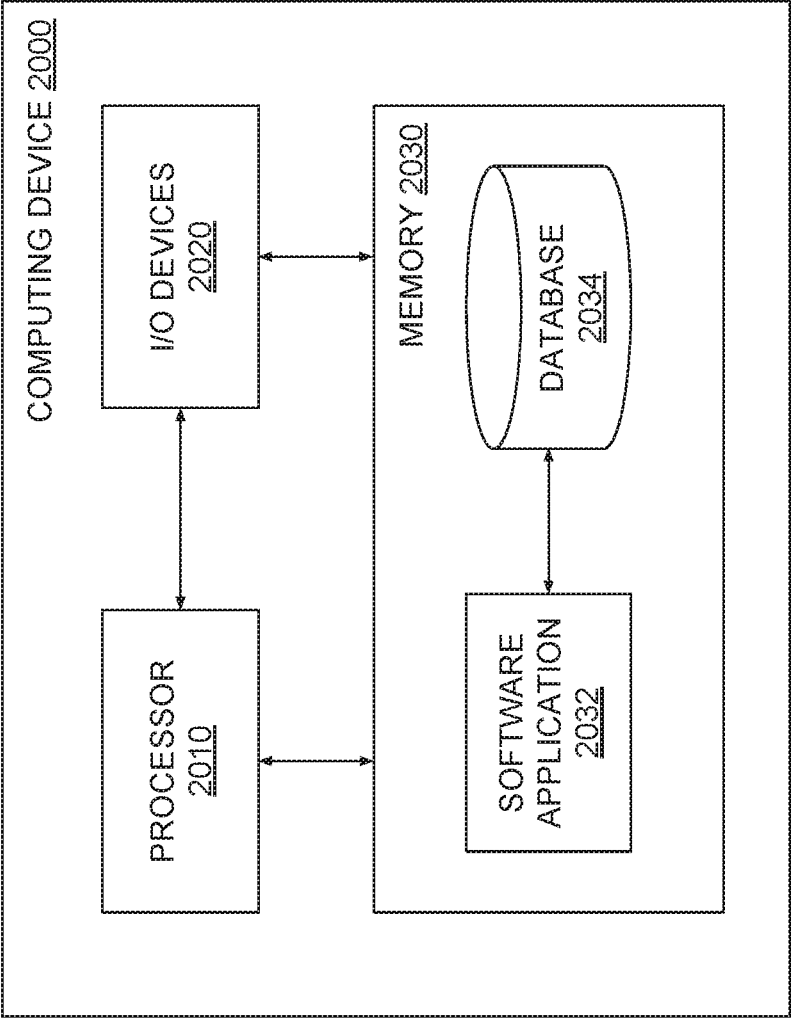 COMPUTING DEVICE 2000
PROCESSOR
2010
I/O DEVICES
2020
MEMORY 2030
SOFTWARE
APPLICATION
2032
DATABASE
2034